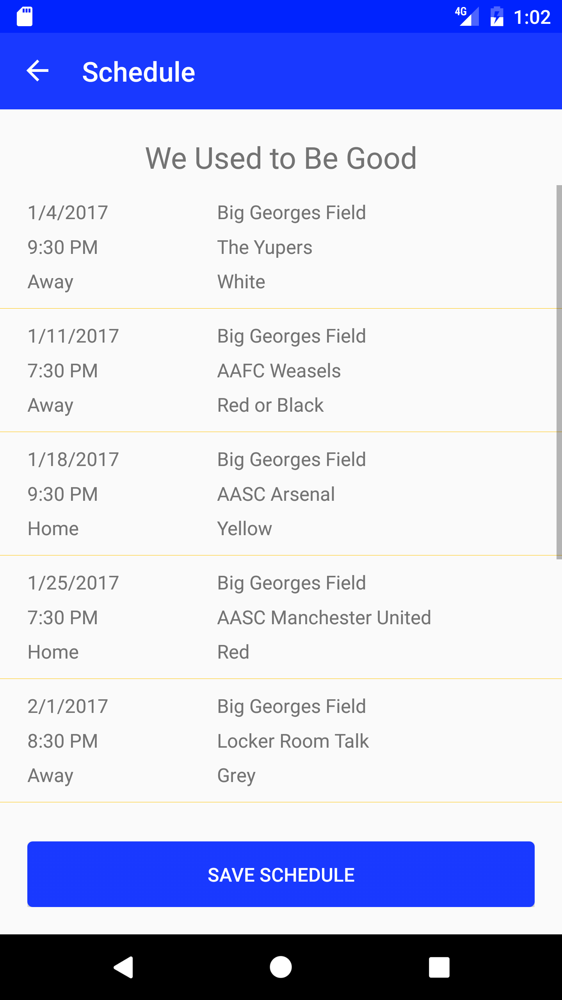 4G 1:02
Schedule
We Used to Be Good
1/4/2017 Big Georges Field
9:30 PM The Yupers
Away White
1/11/2017 Big Georges Field
7:30 PM AAFC Weasels
Away Red or Black
1/18/2017 Big Georges Field
9:30 PM AASC Arsenal
Home Yellow
1/25/2017 Big Georges Field
7:30 PM AASC Manchester United
Home Red
2/1/2017 Big Georges Field
8:30 PM Locker Room Talk
Away Grey
SAVE SCHEDULE